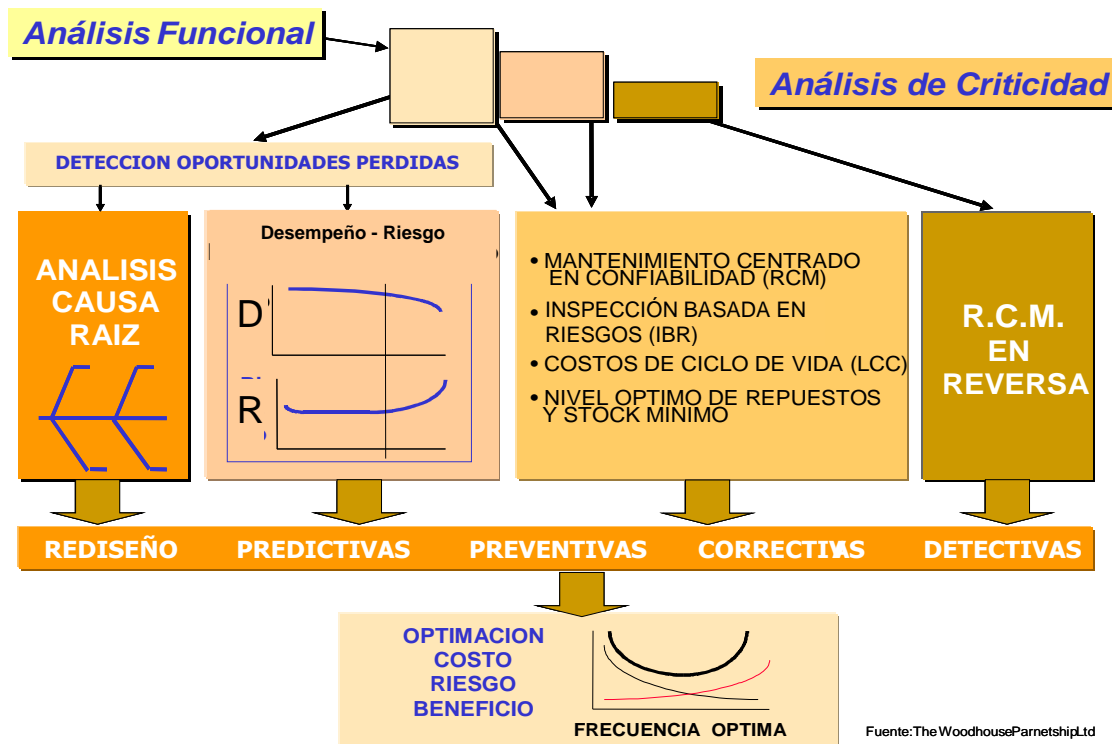 Análisis Funcional
Análisis de Criticidad
DETECCION OPORTUNIDADES PERDIDAS
ANALISIS
CAUSA
RAIZ
Desempeño - Riesgo
D
R
• MANTENIMIENTO CENTRADO
EN CONFIABILIDAD (RCM)
• INSPECCIÓN BASADA EN
RIESGOS (IBR)
• COSTOS DE CICLO DE VIDA (LCC)
• NIVEL OPTIMO DE REPUESTOS
Y STOCK MINIMO
R.C.M.
EN
REVERSA
REDISEÑO PREDICTIVAS PREVENTIVAS CORRECTIVAS DETECTIVAS
OPTIMACION
COSTO
RIESGO
BENEFICIO
FRECUENCIA OPTIMA
Fuente:The WoodhouseParnetshipLtd